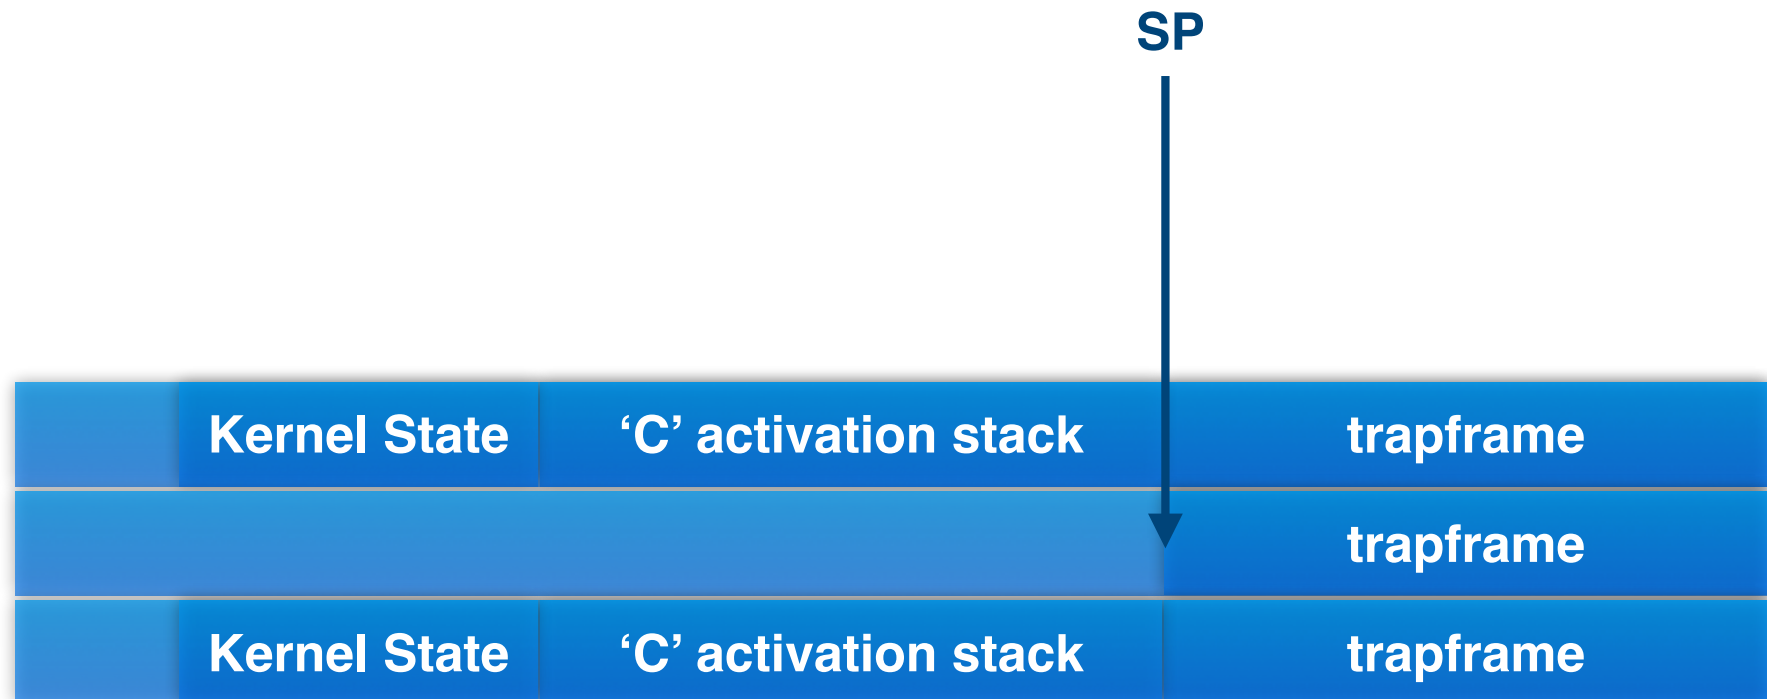 SP
Kernel State ‘C’ activation stack trapframe
trapframe
Kernel State ‘C’ activation stack trapframe